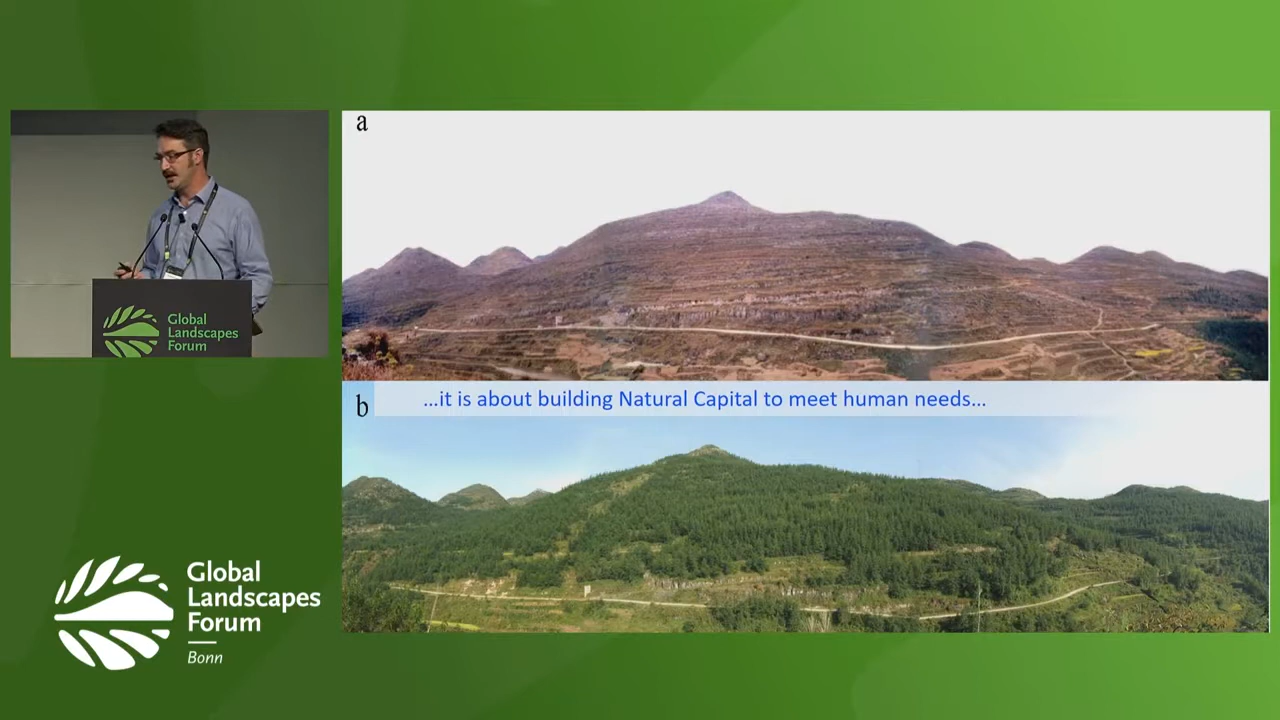 a
…it is about building Natural Capital to meet human needs…
b
Global
Landscapes
Forum
Global
Landscapes
Forum
Bonn